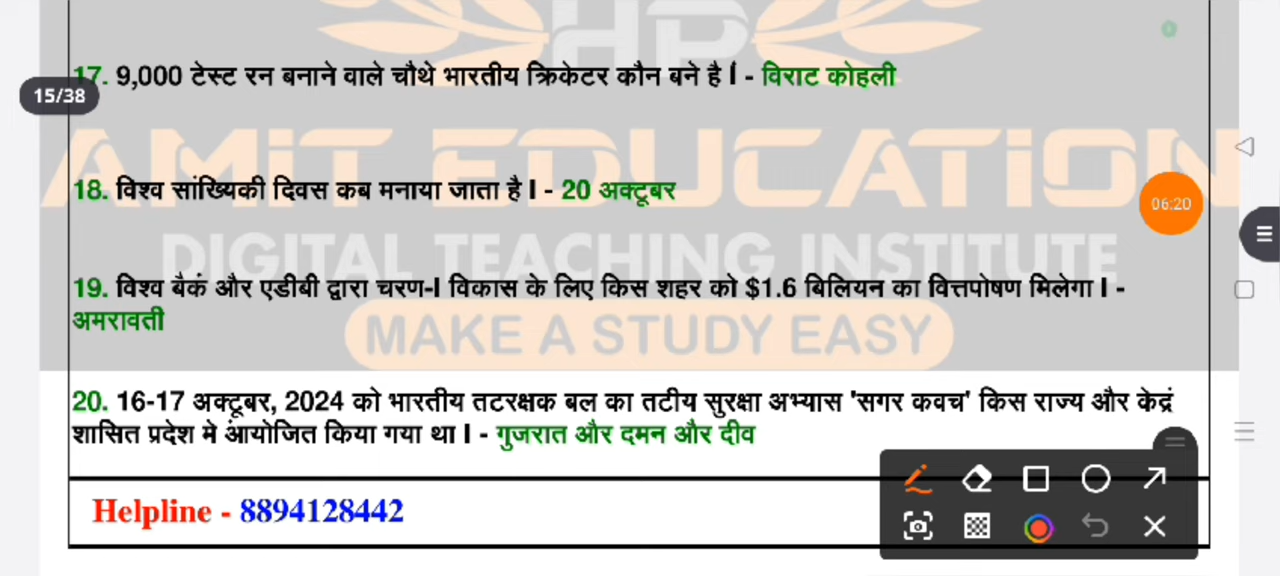 HP
17. 9,000 टेस्ट रन बनाने वाले चौथे भारतीय क्रिकेटर कौन बने है I - विराट कोहली
15/38
AMiT EDUCATiON
18. विश्व सांख्यिकी दिवस कब मनाया जाता है I - 20 अक्टूबर
06:20
DIGITAL TEACHING INSTITUTE
19. विश्व बैकं और एडीबी द्वारा चरण-I विकास के लिए किस शहर को $1.6 बिलियन का वित्तपोषण मिलेगा I -
अमरावती
MAKE A STUDY EASY
20. 16-17 अक्टूबर, 2024 को भारतीय तटरक्षक बल का तटीय सुरक्षा अभ्यास 'सगर कवच' किस राज्य और केद्रं
शासित प्रदेश मे आंयोजित किया गया था I - गुजरात और दमन और दीव
Helpline - 8894128442